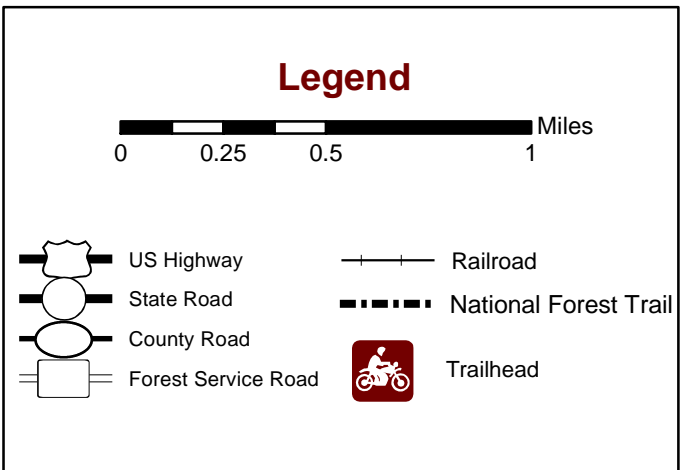 Legend
Miles
0 0.25 0.5 1
US Highway
State Road
County Road
Forest Service Road
Railroad
National Forest Trail
Trailhead